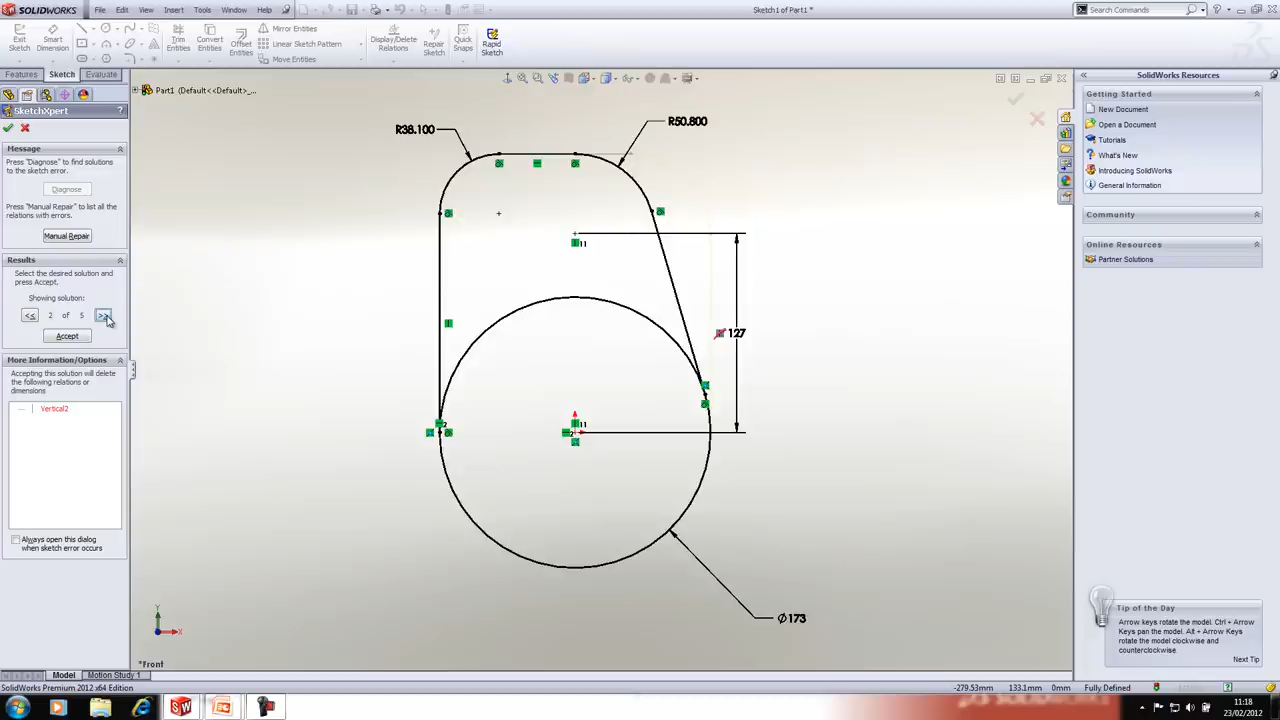 SOLIDWORKS File Edit View Insert Tools Window Help Sketch1 of Part1 * Search Commands
Exit Sketch
Smart Dimension
Trim Entities
Convert Entities
Offset Entities
Mirror Entities
Linear Sketch Pattern
Move Entities
Display/Delete Relations
Repair Sketch
Quick Snaps
Rapid Sketch
Features Sketch Evaluate
SketchXpert ?
Message
Press "Diagnose" to find solutions
to the sketch error.
Diagnose
Press "Manual Repair" to list all the
relations with errors.
Manual Repair
Results
Select the desired solution and
press Accept.
Showing solution:
<< 2 of 5 >>
Accept
More Information/Options
Accepting this solution will delete
the following relations or
dimensions
Vertical2
Always open this dialog
when sketch error occurs
Part1 (Default<<Default>_...
R38.100
R50.800
11
127
2
11
2
Ø173
Y
X
*Front
SolidWorks Resources
Getting Started
New Document
Open a Document
Tutorials
What's New
Introducing SolidWorks
General Information
Community
Online Resources
Partner Solutions
Tip of the Day
Arrow keys rotate the model. Ctrl + Arrow
Keys pan the model. Alt + Arrow Keys
rotate the model clockwise and
counterclockwise.
Next Tip
Model Motion Study 1
SolidWorks Premium 2012 x64 Edition -279.53mm 133.1mm 0mm Fully Defined
11:18
23/02/2012